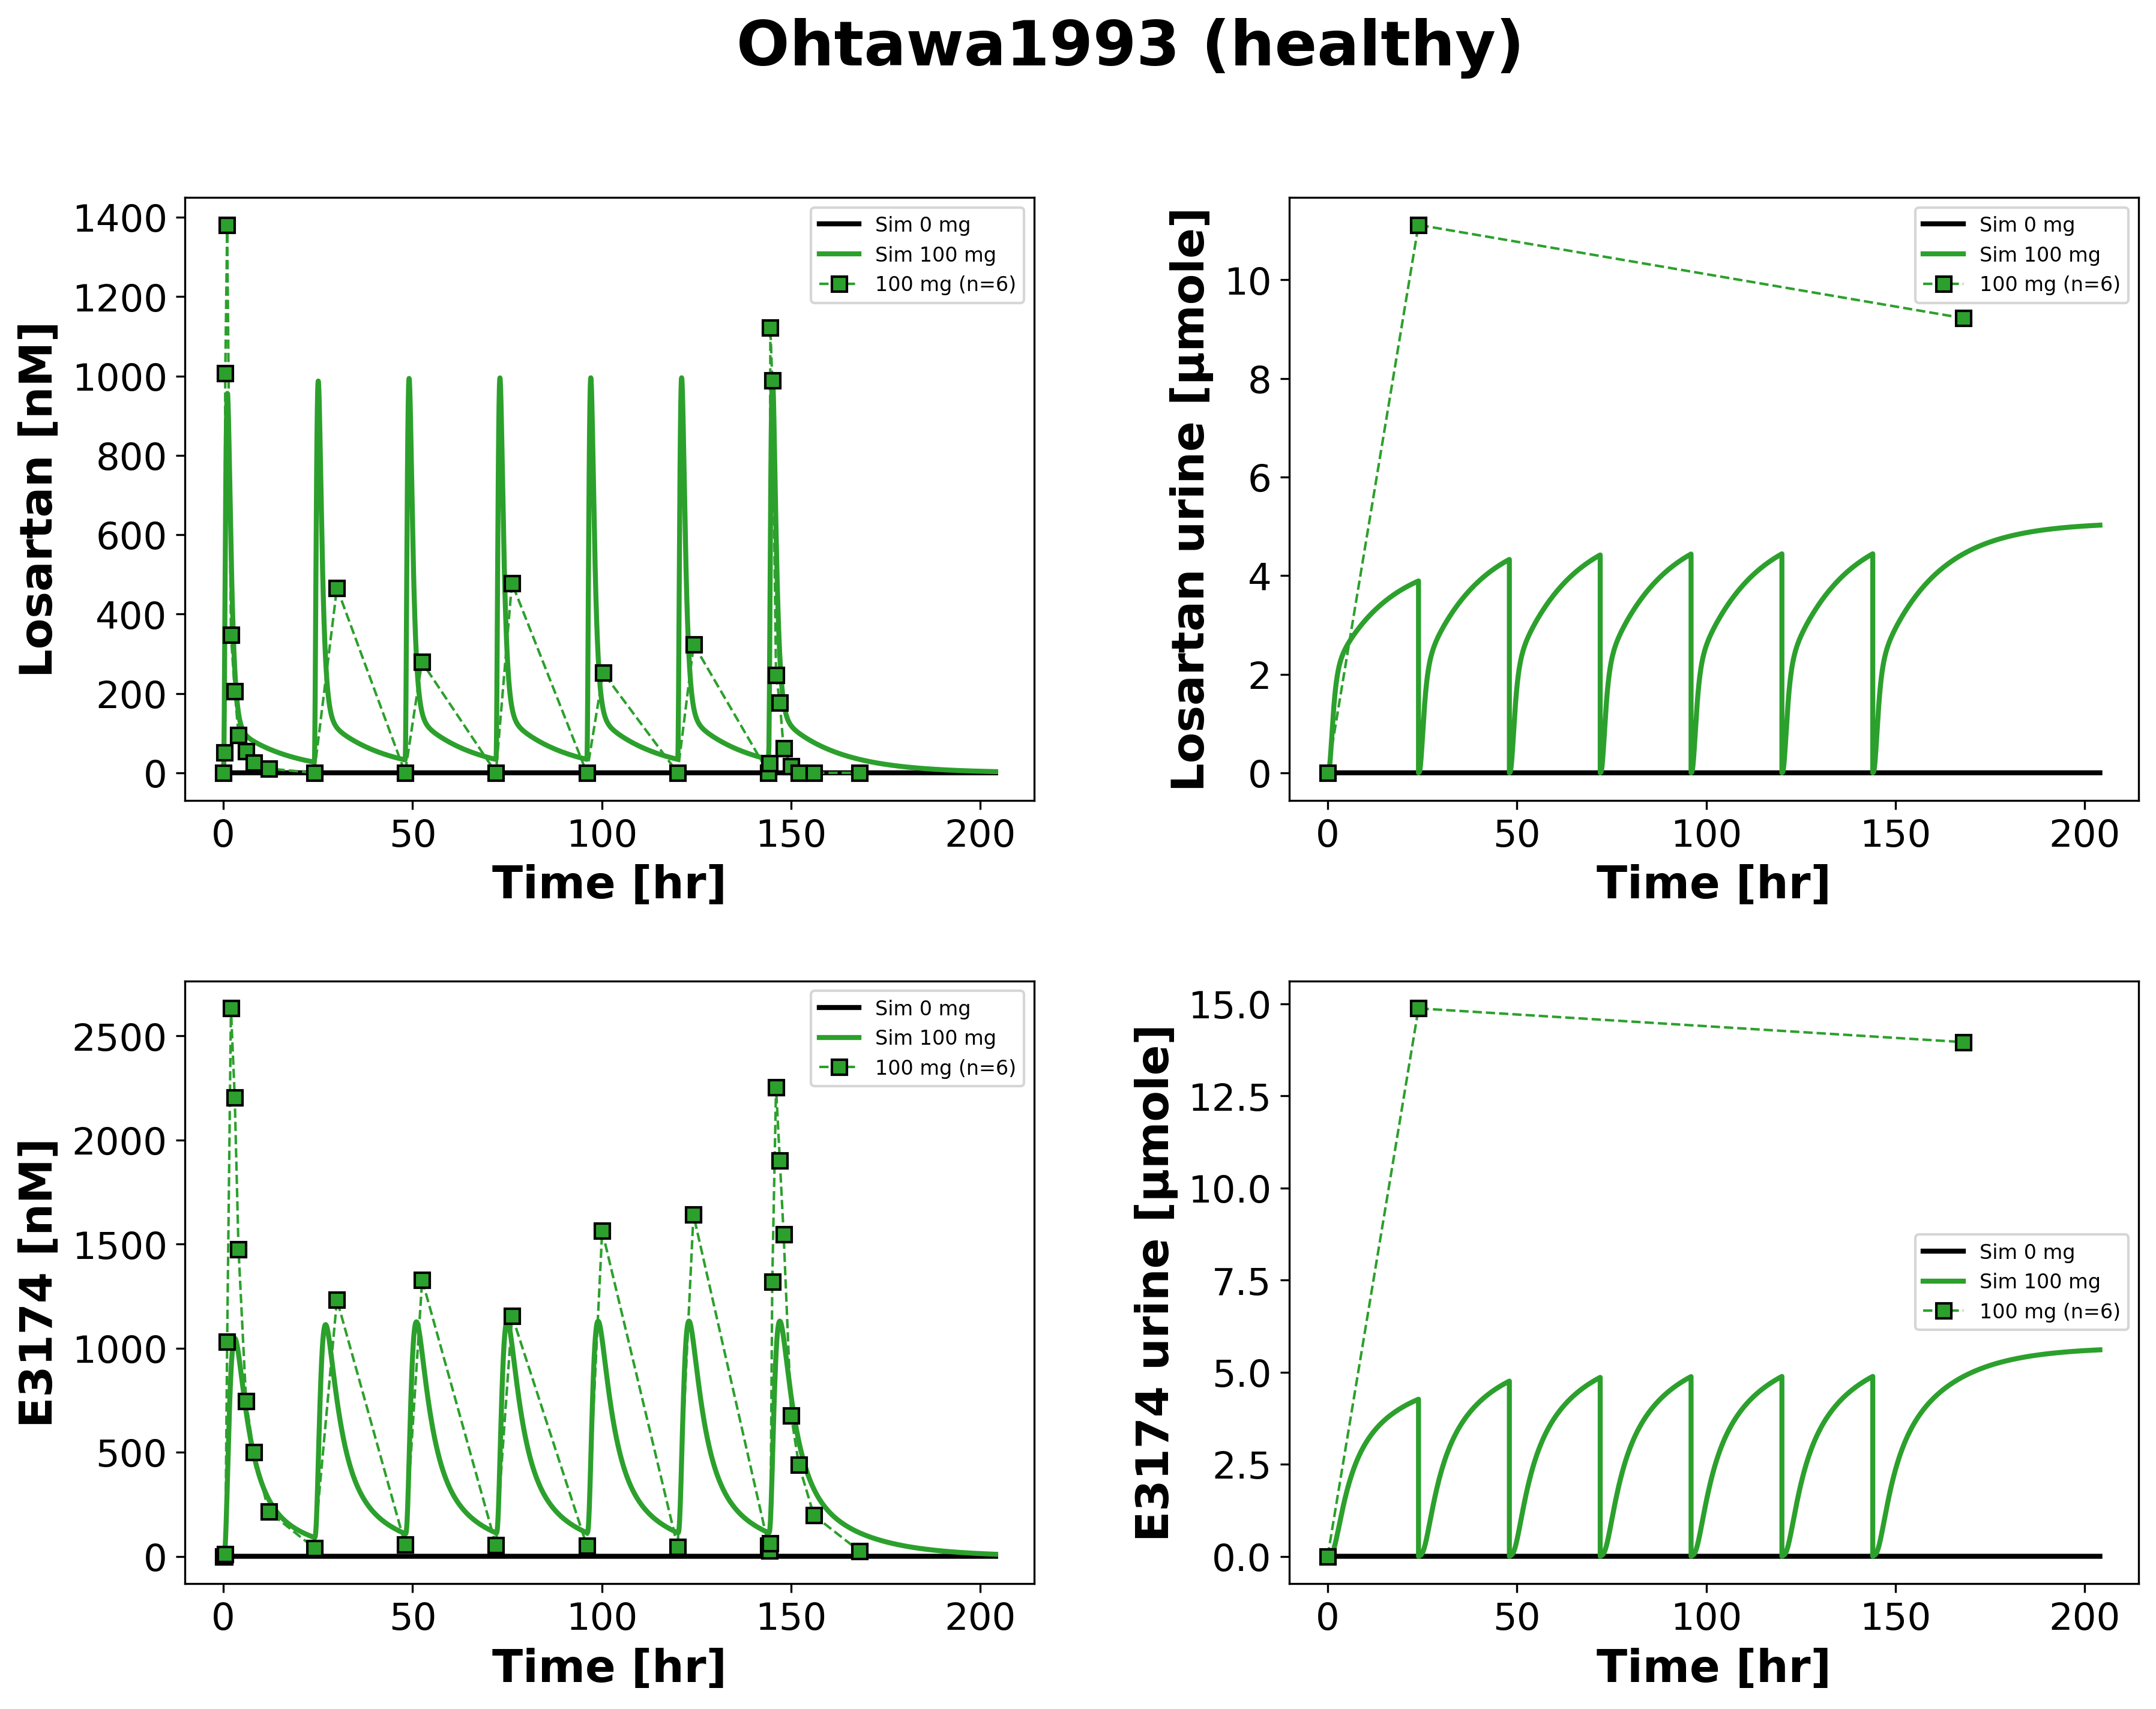 Ohtawa1993 (healthy)
Losartan [nM]
1400
1200
1000
800
600
400
200
0
0 50 100 150 200
Time [hr]
Sim 0 mg
Sim 100 mg
100 mg (n=6)
Losartan urine [µmole]
10
8
6
4
2
0
0 50 100 150 200
Time [hr]
Sim 0 mg
Sim 100 mg
100 mg (n=6)
E3174 [nM]
2500
2000
1500
1000
500
0
0 50 100 150 200
Time [hr]
Sim 0 mg
Sim 100 mg
100 mg (n=6)
E3174 urine [µmole]
15.0
12.5
10.0
7.5
5.0
2.5
0.0
0 50 100 150 200
Time [hr]
Sim 0 mg
Sim 100 mg
100 mg (n=6)